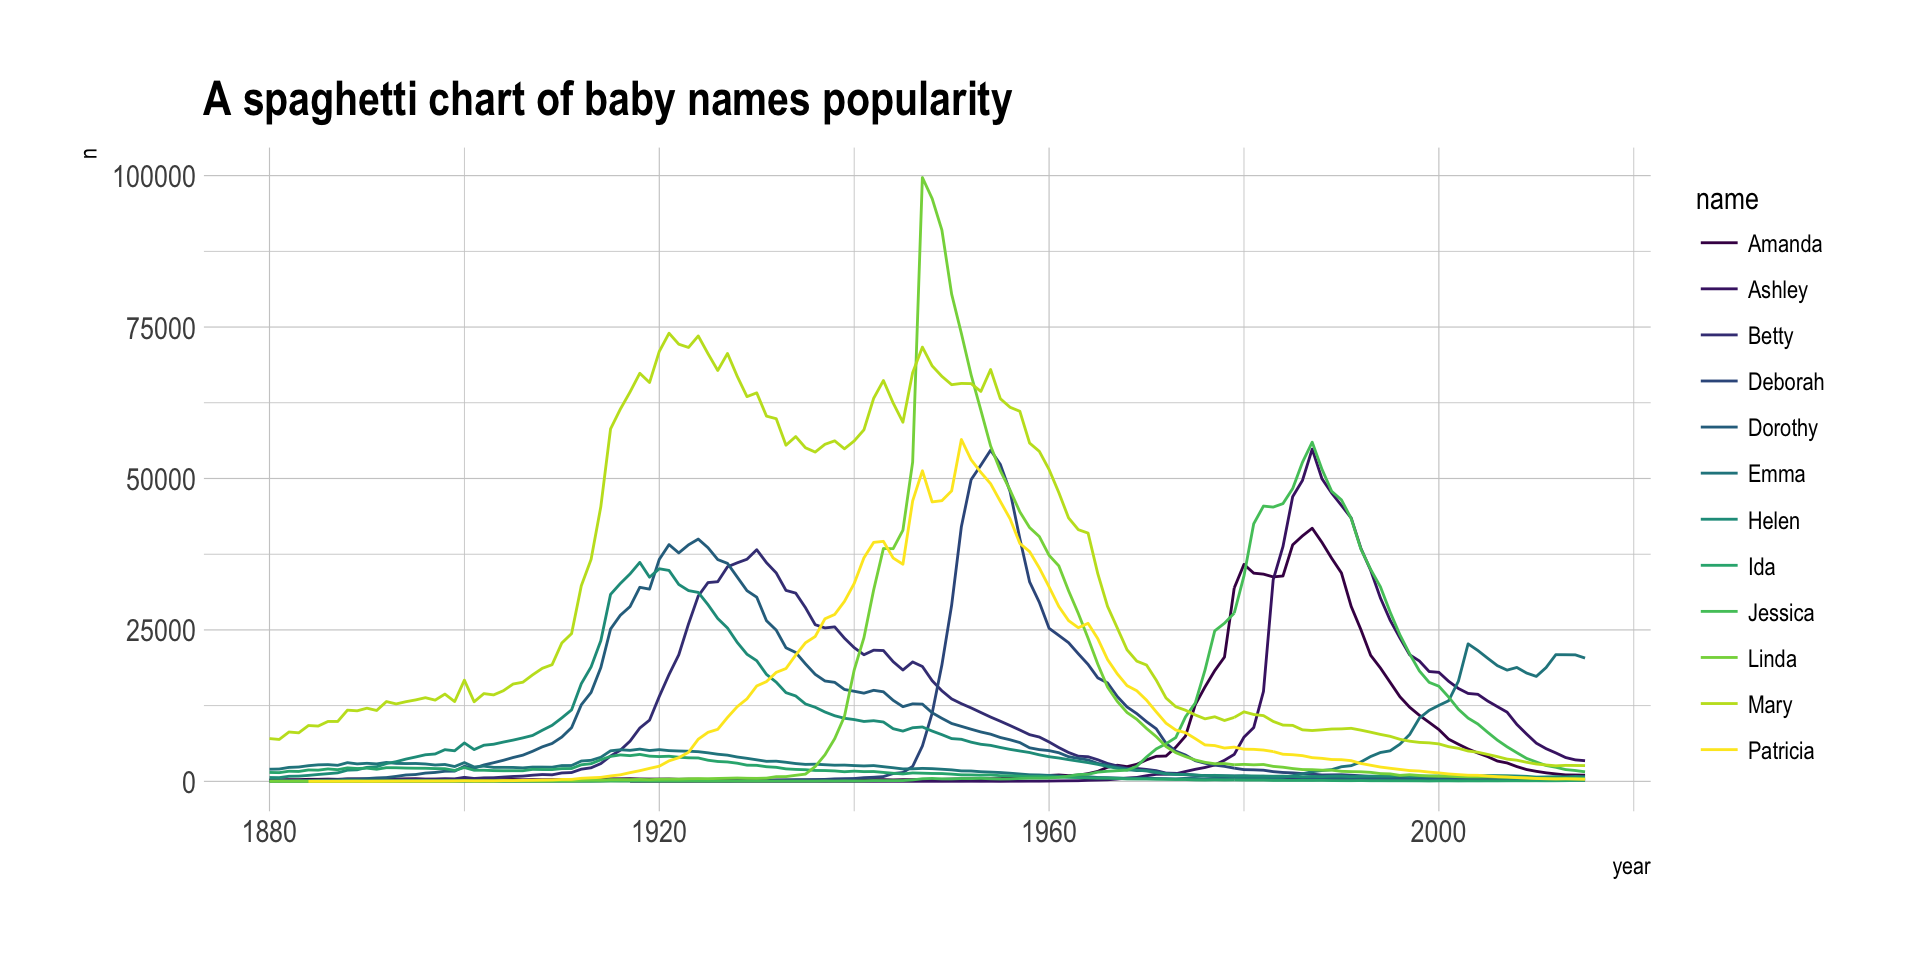 A spaghetti chart of baby names popularity
n
100000
75000
50000
25000
0
1880 1920 1960 2000
year
name
Amanda
Ashley
Betty
Deborah
Dorothy
Emma
Helen
Ida
Jessica
Linda
Mary
Patricia